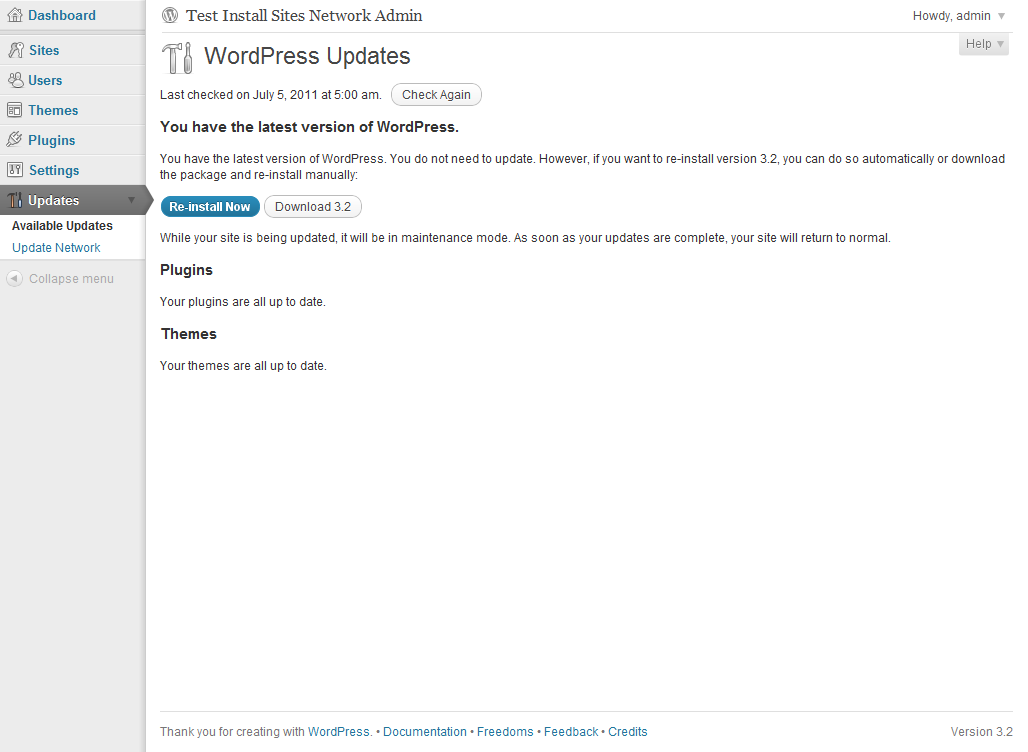 Dashboard
Sites
Users
Themes
Plugins
Settings
Updates
Available Updates
Update Network
Collapse menu
Test Install Sites Network Admin
Howdy, admin
Help
WordPress Updates
Last checked on July 5, 2011 at 5:00 am. Check Again
You have the latest version of WordPress.
You have the latest version of WordPress. You do not need to update. However, if you want to re-install version 3.2, you can do so automatically or download
the package and re-install manually:
Re-install Now Download 3.2
While your site is being updated, it will be in maintenance mode. As soon as your updates are complete, your site will return to normal.
Plugins
Your plugins are all up to date.
Themes
Your themes are all up to date.
Thank you for creating with WordPress. • Documentation • Freedoms • Feedback • Credits
Version 3.2